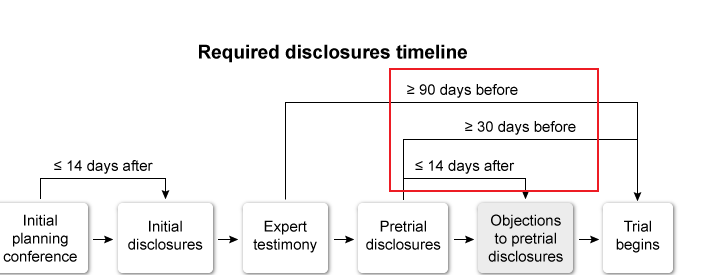 Required disclosures timeline
≥ 90 days before
≥ 30 days before
≤ 14 days after
≤ 14 days after
Initial
planning
conference
Initial
disclosures
Expert
testimony
Pretrial
disclosures
Objections
to pretrial
disclosures
Trial
begins